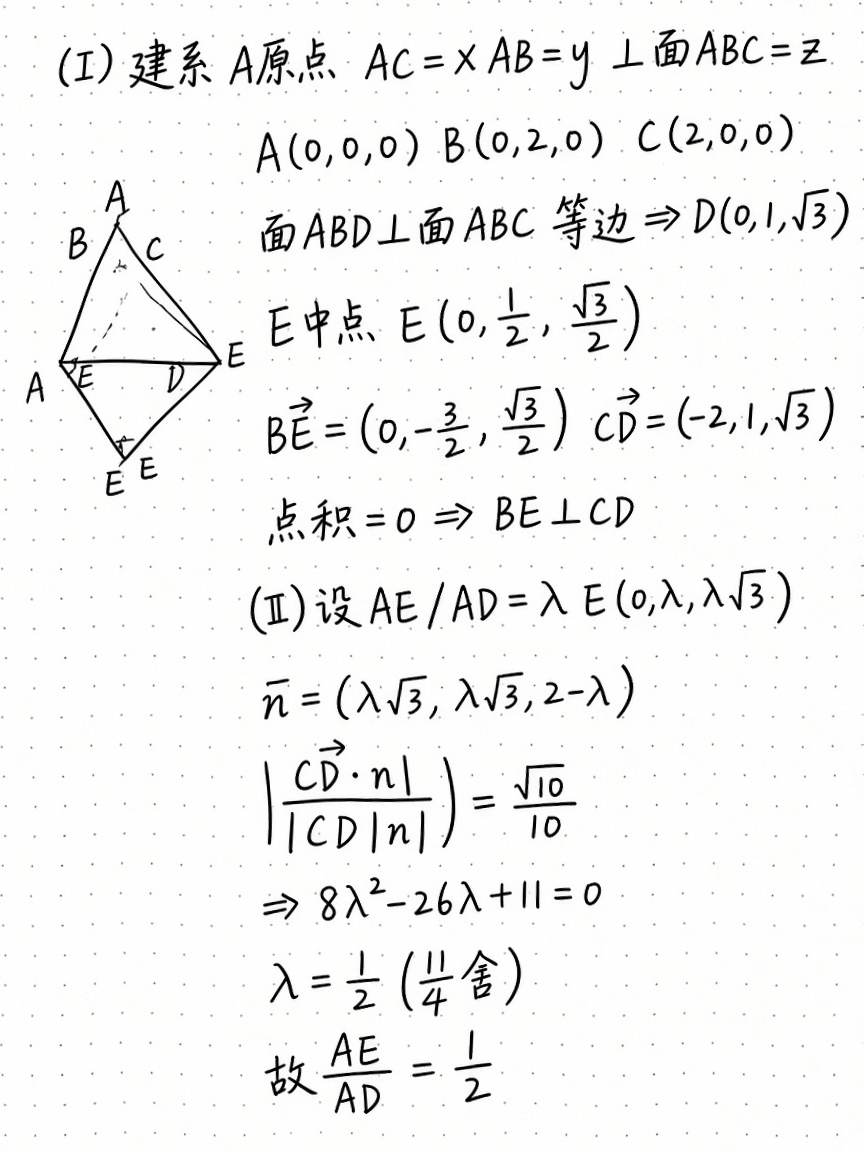 (I) 建系 A原点 AC=x AB=y ⊥面ABC=z
A(0,0,0) B(0,2,0) C(2,0,0)
面ABD⊥面ABC 等边⇒D(0,1,√3)
E中点 E(0,1/2,√3/2)
BE→=(0,-3/2,√3/2) CD→=(-2,1,√3)
点积=0 ⇒ BE⊥CD
(II) 设AE/AD=λ E(0,λ,λ√3)
n̄=(λ√3,λ√3,2-λ)
|CD→·n|/|CD|n|)=√10/10
⇒ 8λ²-26λ+11=0
λ=1/2 (11/4舍)
故AE/AD=1/2
A
B C
A E D E
E E